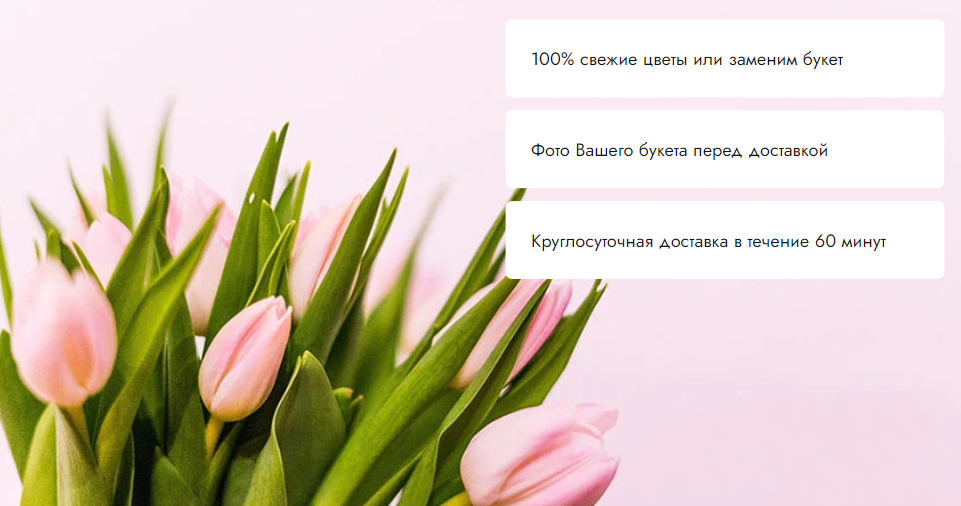 100% свежие цветы или заменим букет
Фото Вашего букета перед доставкой
Круглосуточная доставка в течение 60 минут